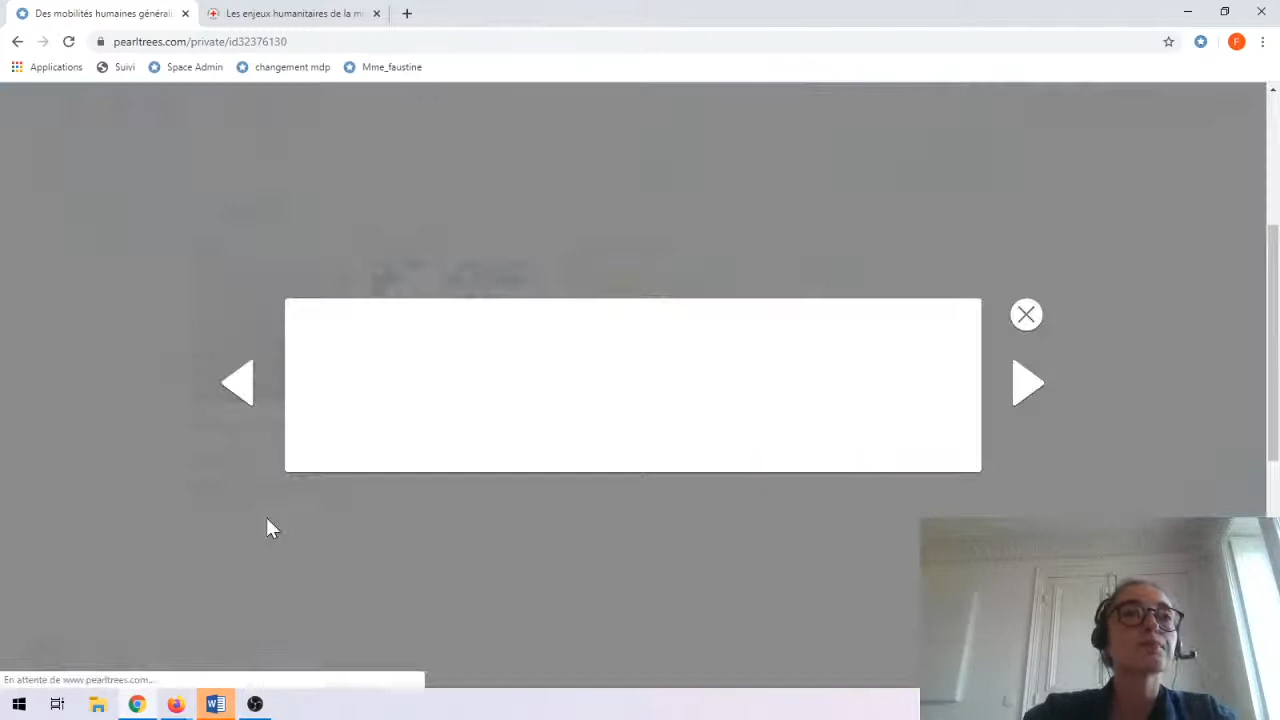 Des mobilités humaines générali
Les enjeux humanitaires de la m
pearltrees.com/private/id32376130
F
Applications
Suivi
Space Admin
changement mdp
Mme_faustine
En attente de www.pearltrees.com...